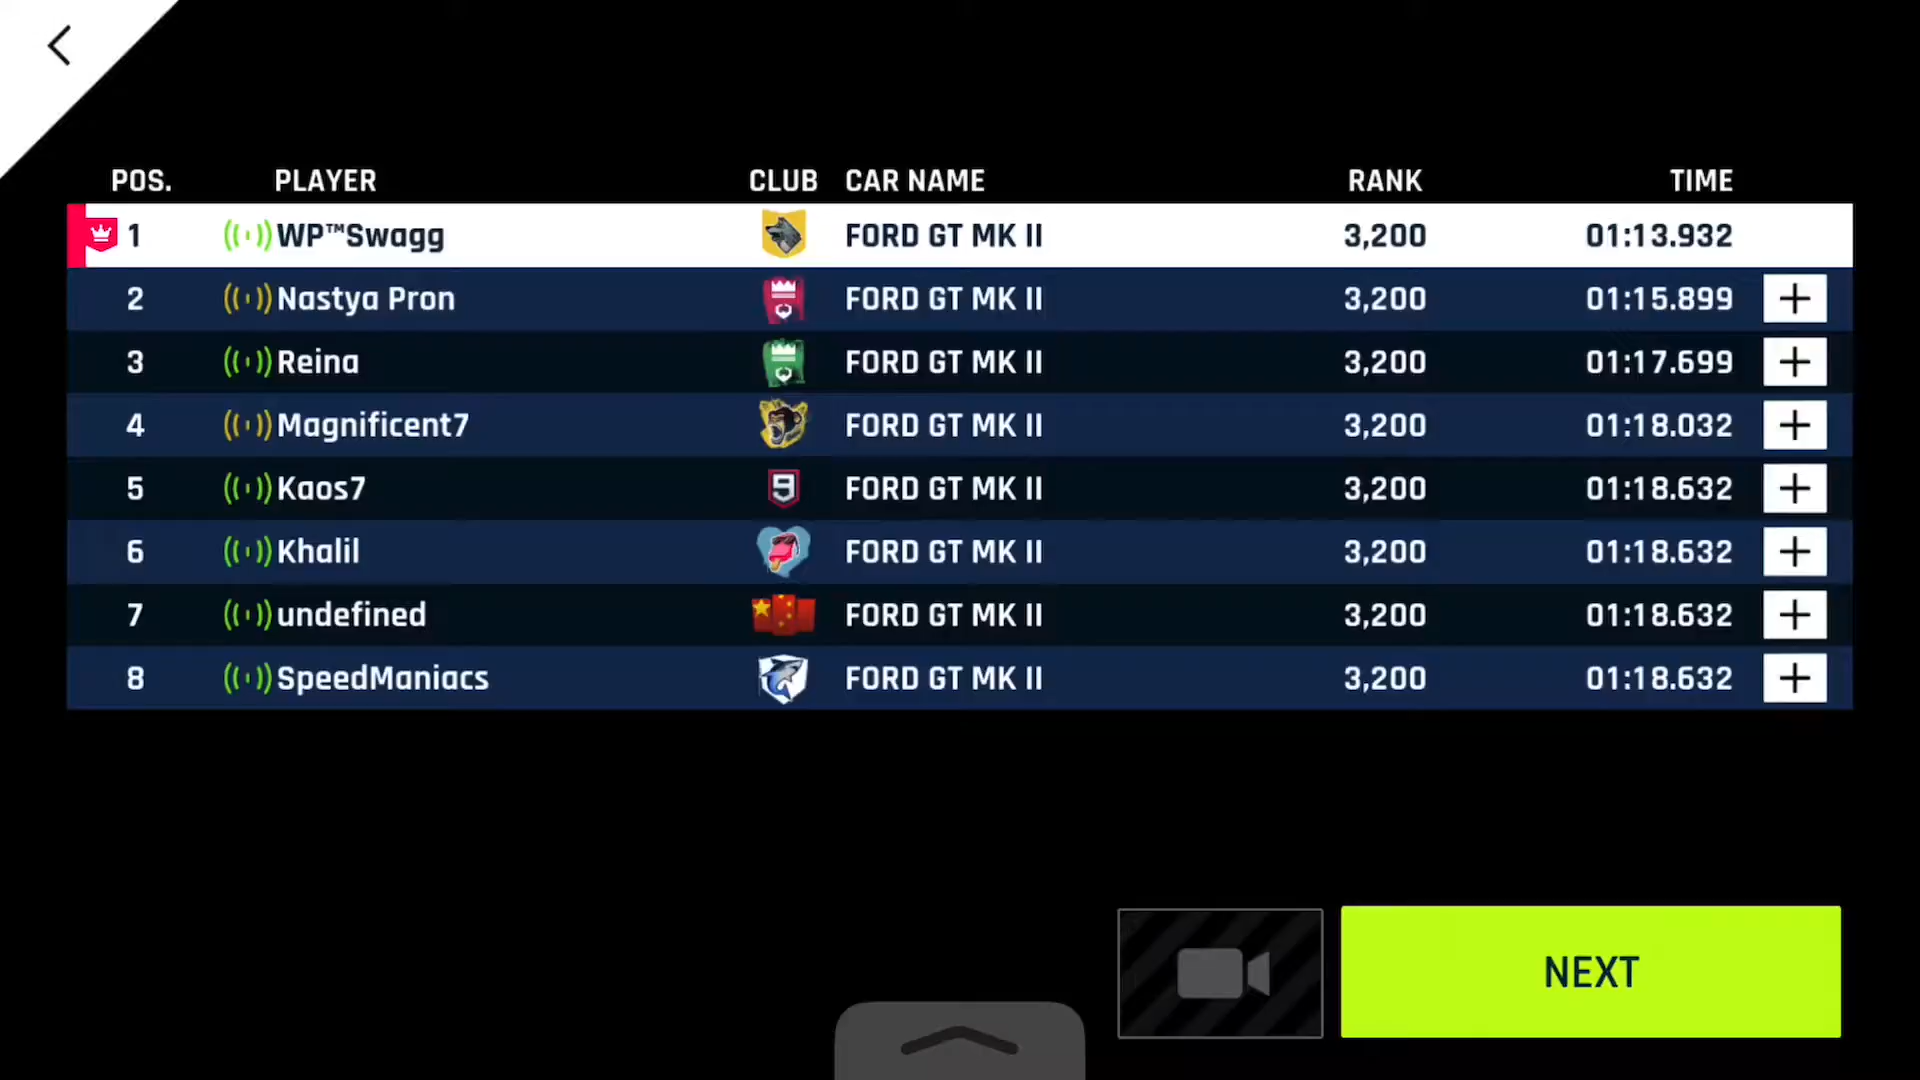 POS. PLAYER CLUB CAR NAME RANK TIME
1 WP™Swagg FORD GT MK II 3,200 01:13.932
2 Nastya Pron FORD GT MK II 3,200 01:15.899
3 Reina FORD GT MK II 3,200 01:17.699
4 Magnificent7 FORD GT MK II 3,200 01:18.032
5 Kaos7 9 FORD GT MK II 3,200 01:18.632
6 Khalil FORD GT MK II 3,200 01:18.632
7 undefined FORD GT MK II 3,200 01:18.632
8 SpeedManiacs FORD GT MK II 3,200 01:18.632
NEXT